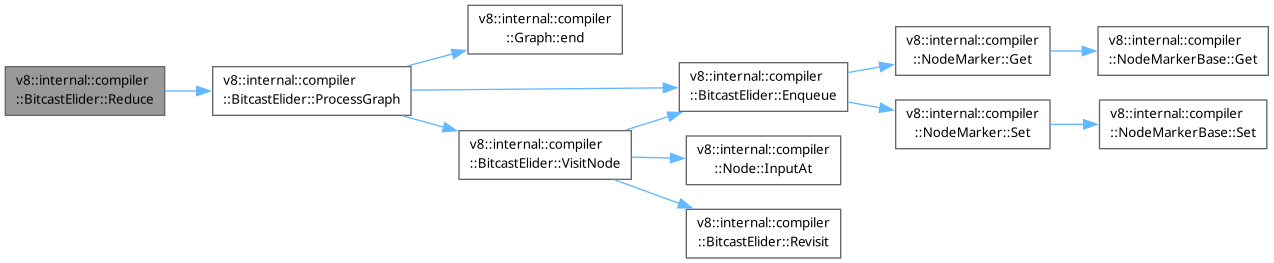 v8::internal::compiler
::BitcastElider::Reduce
v8::internal::compiler
::BitcastElider::ProcessGraph
v8::internal::compiler
::Graph::end
v8::internal::compiler
::BitcastElider::VisitNode
v8::internal::compiler
::BitcastElider::Enqueue
v8::internal::compiler
::Node::InputAt
v8::internal::compiler
::BitcastElider::Revisit
v8::internal::compiler
::NodeMarker::Get
v8::internal::compiler
::NodeMarker::Set
v8::internal::compiler
::NodeMarkerBase::Get
v8::internal::compiler
::NodeMarkerBase::Set